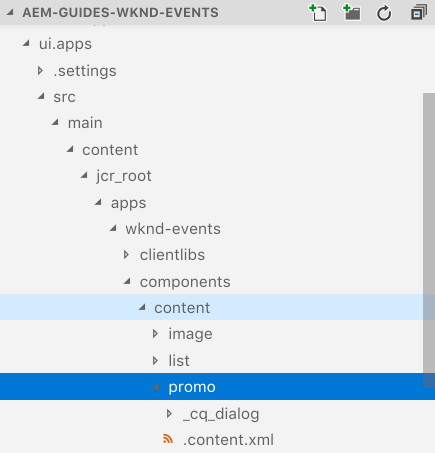 AEM-GUIDES-WKND-EVENTS
ui.apps
.settings
src
main
content
jcr_root
apps
wknd-events
clientlibs
components
content
image
list
promo
_cq_dialog
.content.xml